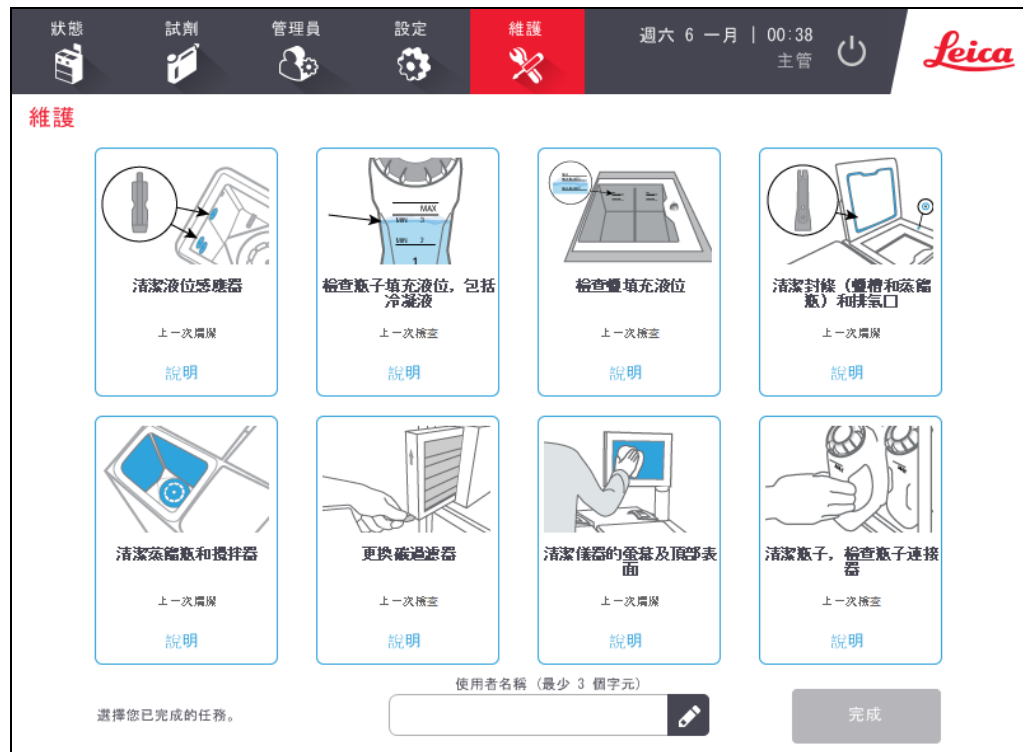 狀態
試劑
管理員
設定
維護
週六 6 一月 | 00:38
主管
Leica
維護
MAX
MIN 3
MIN 2
1
清潔液位感應器
上一次清潔
說明
檢查瓶子填充液位, 包括
冷凝液
上一次檢查
說明
檢查蠟填充液位
上一次檢查
說明
清潔封條 (蠟槽和蒸餾
瓶) 和排氣口
上一次清潔
說明
清潔蒸餾瓶和攪拌器
上一次清潔
說明
更換碳過濾器
上一次檢查
說明
清潔儀器的螢幕及頂部表
面
上一次清潔
說明
清潔瓶子, 檢查瓶子連接
器
上一次檢查
說明
使用者名稱 (最少 3 個字元)
選擇您已完成的任務。
完成